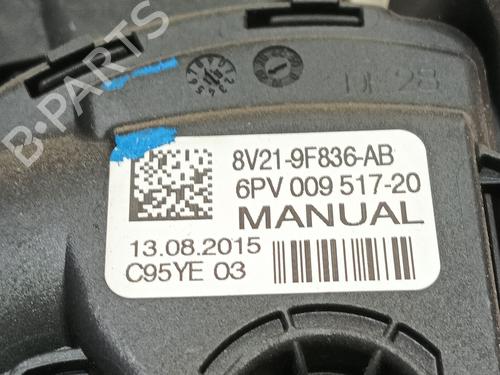 B-PARTS
8V21-9F836-AB
6PV 009 517-20
MANUAL
13.08.2015
C95YE 03